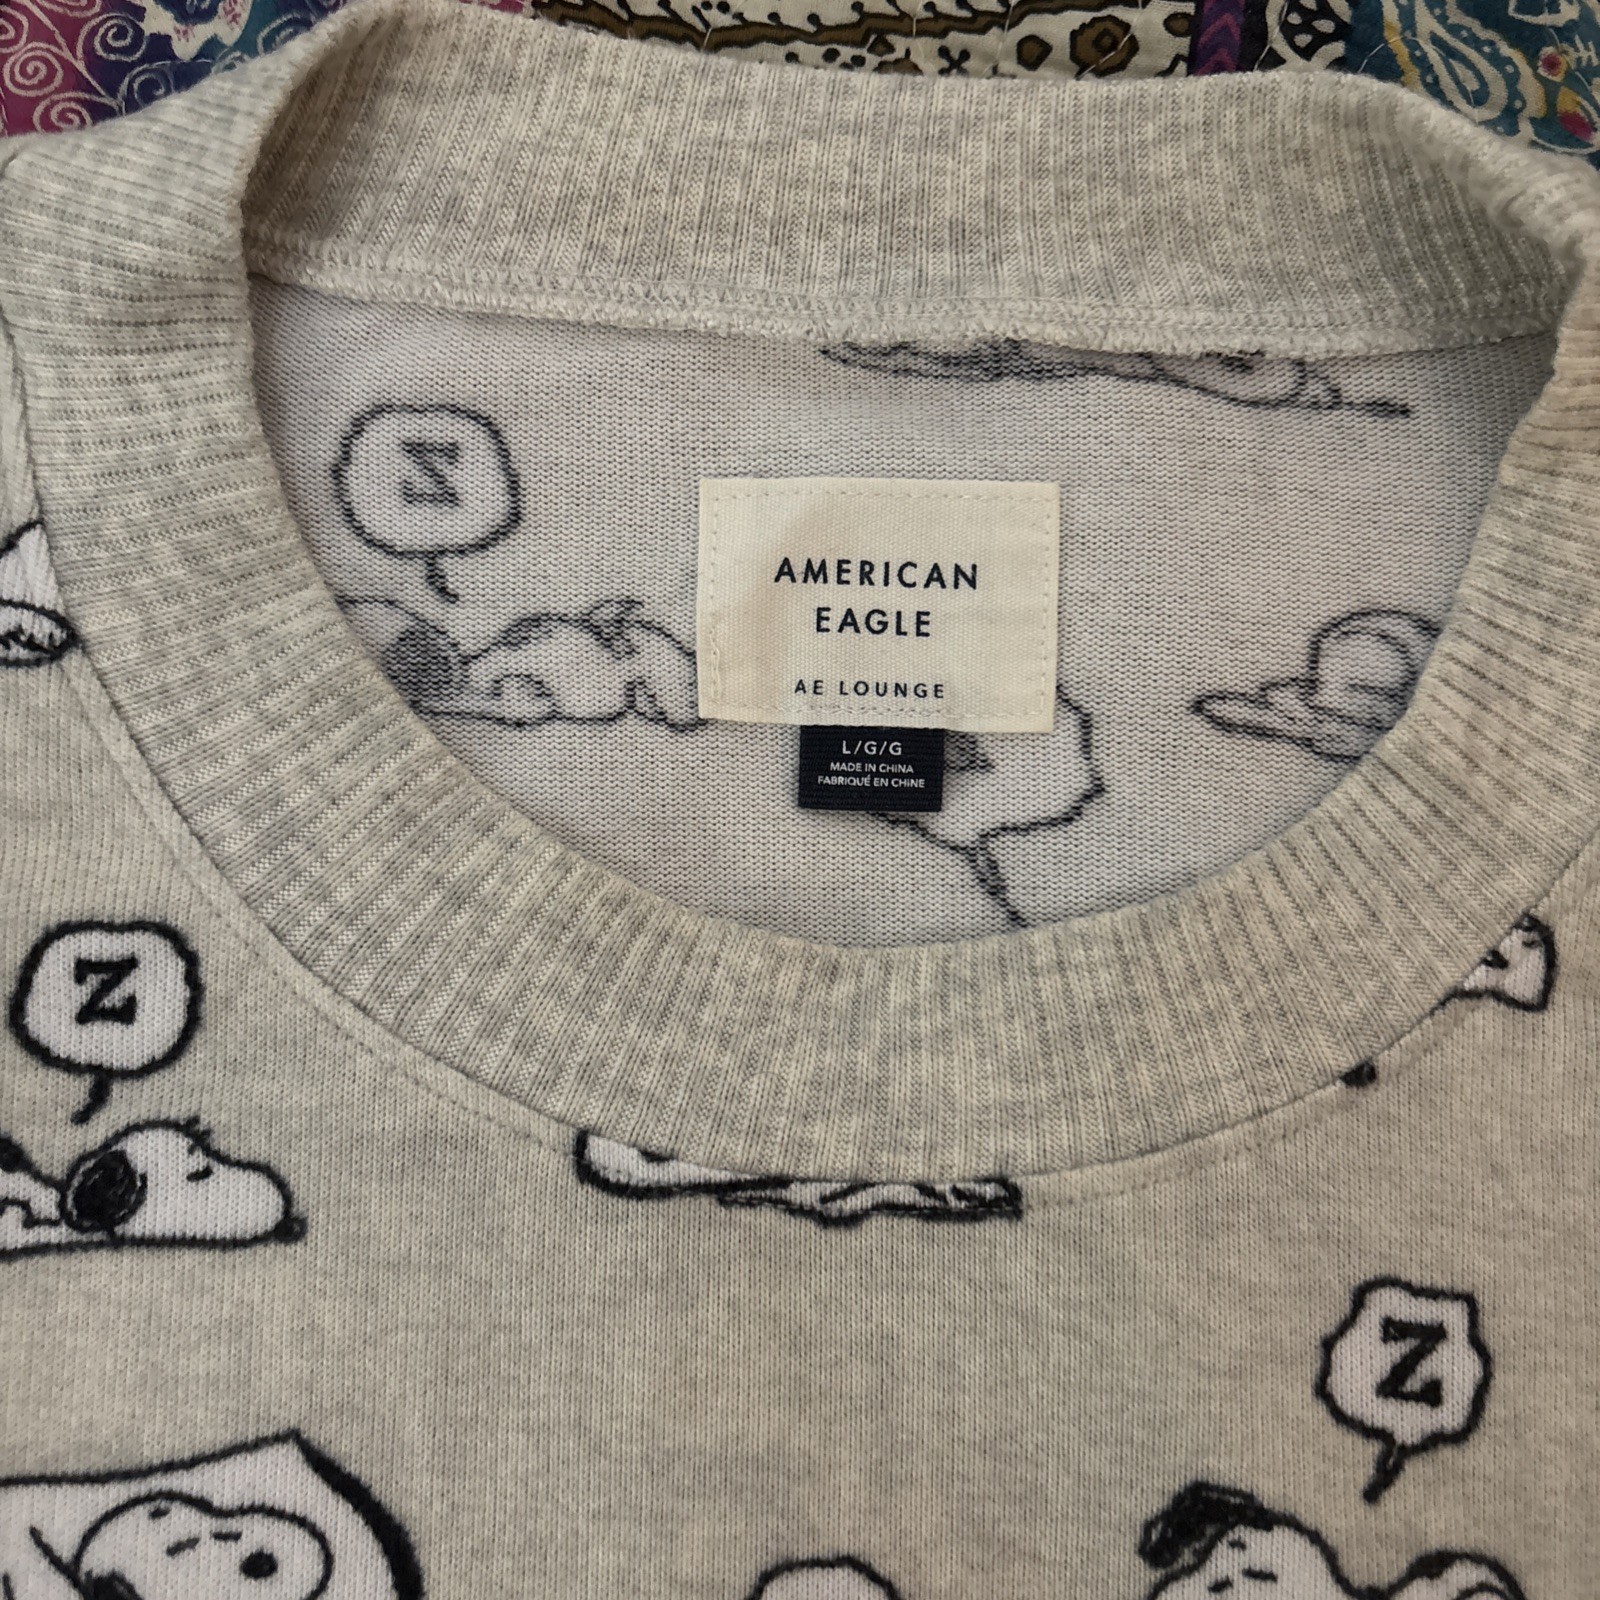 Z
AMERICAN
EAGLE
AE LOUNGE
L/G/G
MADE IN CHINA
FABRIQUÉ EN CHINE
Z
Z